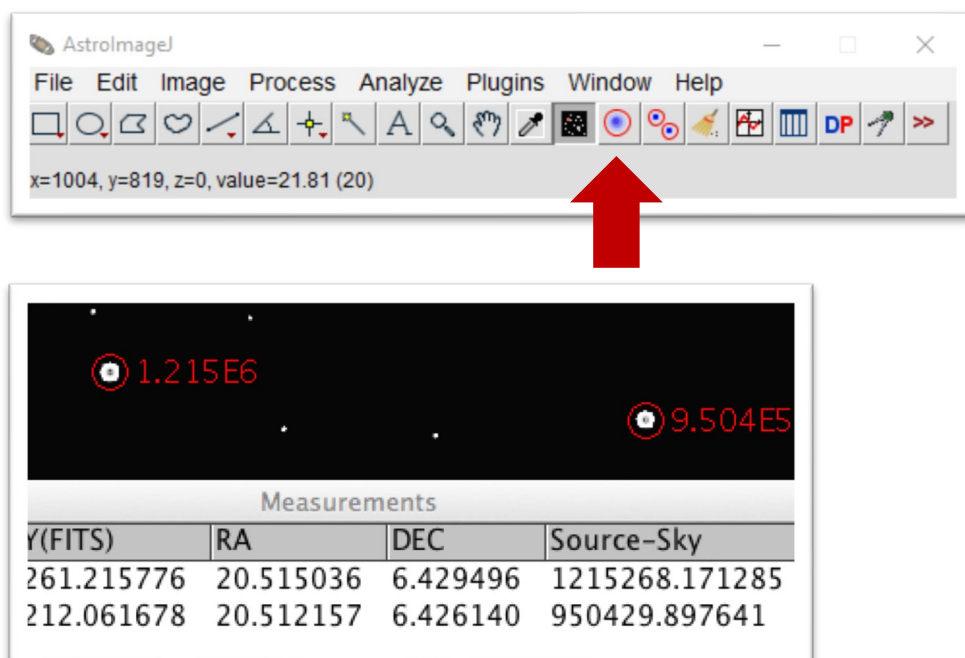 AstroImageJ
File Edit Image Process Analyze Plugins Window Help
A DP >>
x=1004, y=819, z=0, value=21.81 (20)
1.215E6
9.504E5
Measurements
Y(FITS) RA DEC Source-Sky
261.215776 20.515036 6.429496 1215268.171285
212.061678 20.512157 6.426140 950429.897641